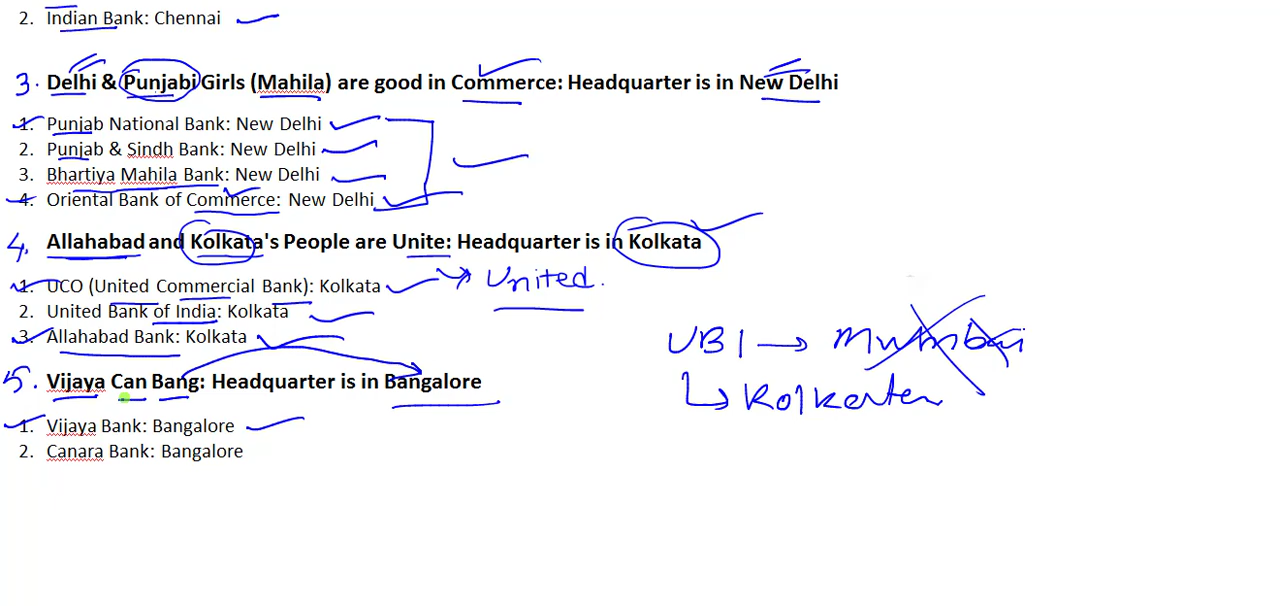 2. Indian Bank: Chennai
3. Delhi & Punjabi Girls (Mahila) are good in Commerce: Headquarter is in New Delhi
1. Punjab National Bank: New Delhi
2. Punjab & Sindh Bank: New Delhi
3. Bhartiya Mahila Bank: New Delhi
4. Oriental Bank of Commerce: New Delhi
4. Allahabad and Kolkata's People are Unite: Headquarter is in Kolkata
1. UCO (United Commercial Bank): Kolkata → United.
2. United Bank of India: Kolkata
3. Allahabad Bank: Kolkata
UBI → Mumbai
↳ Kolkata
5. Vijaya Can Bang: Headquarter is in Bangalore
1. Vijaya Bank: Bangalore
2. Canara Bank: Bangalore